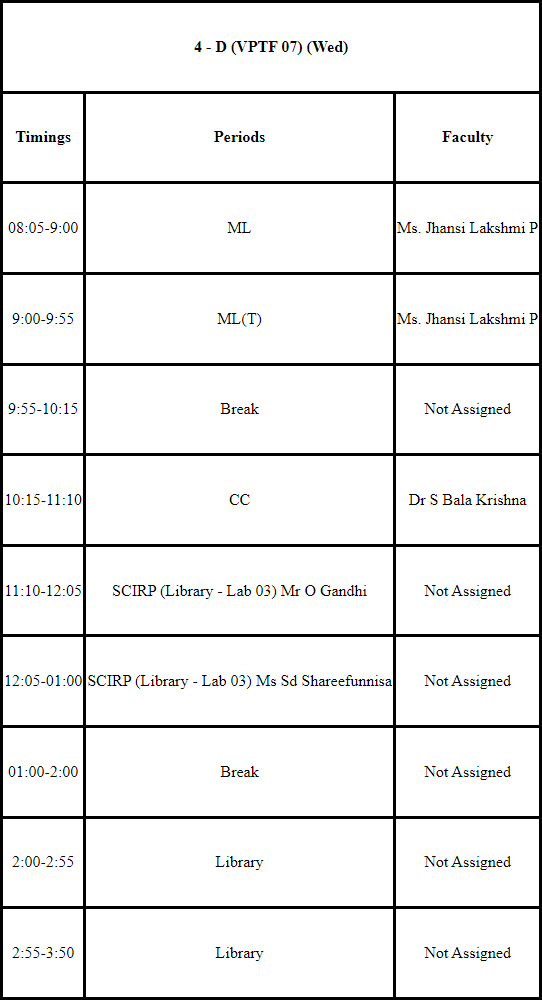 4 - D (VPTF 07) (Wed)
Timings Periods Faculty
08:05-9:00 ML Ms. Jhansi Lakshmi P
9:00-9:55 ML(T) Ms. Jhansi Lakshmi P
9:55-10:15 Break Not Assigned
10:15-11:10 CC Dr S Bala Krishna
11:10-12:05 SCIRP (Library - Lab 03) Mr O Gandhi Not Assigned
12:05-01:00 SCIRP (Library - Lab 03) Ms Sd Shareefunnisa Not Assigned
01:00-2:00 Break Not Assigned
2:00-2:55 Library Not Assigned
2:55-3:50 Library Not Assigned